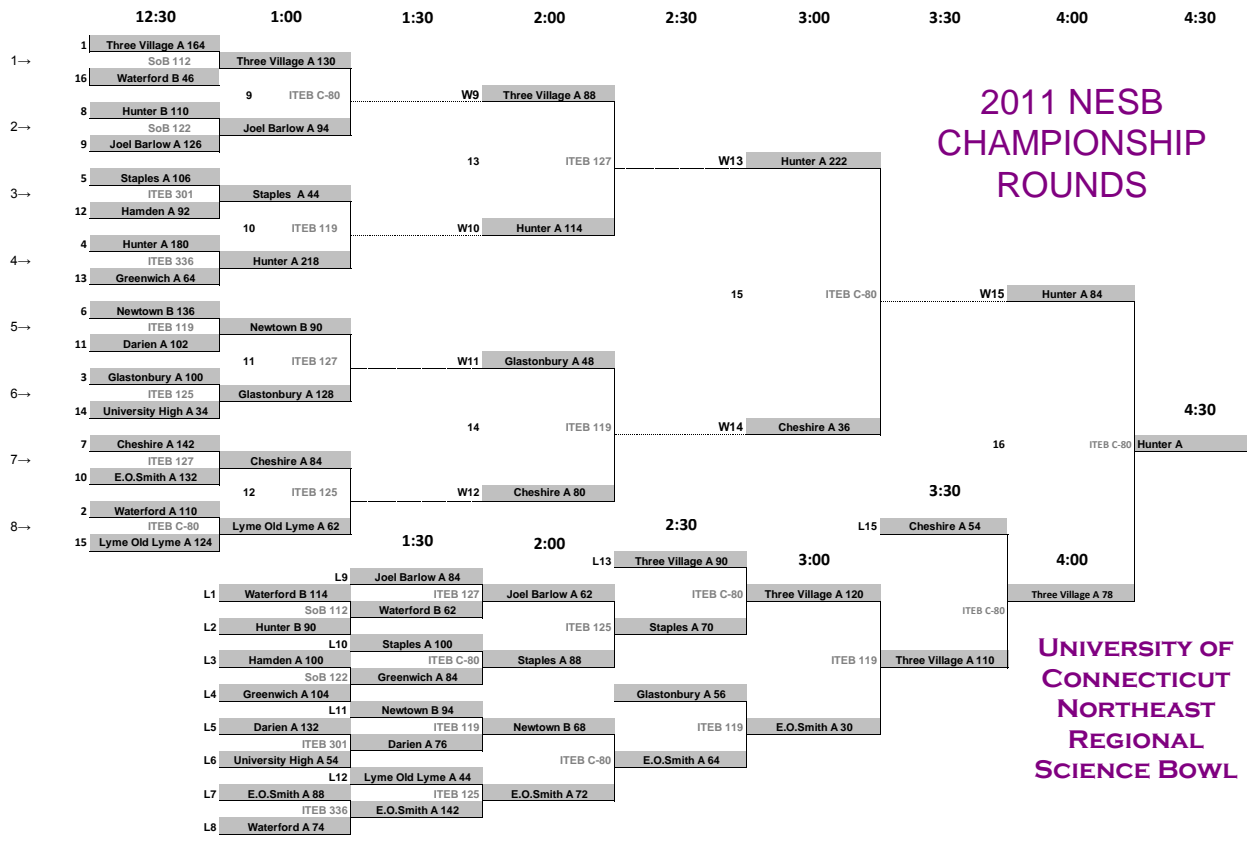 12:30 1:00 1:30 2:00 2:30 3:00 3:30 4:00 4:30
1 Three Village A 164
1→ SoB 112 Three Village A 130
16 Waterford B 46
9 ITEB C-80 W9 Three Village A 88
8 Hunter B 110
2→ SoB 122 Joel Barlow A 94
9 Joel Barlow A 126
2011 NESB
CHAMPIONSHIP
ROUNDS
13 ITEB 127 W13 Hunter A 222
5 Staples A 106
3→ ITEB 301 Staples A 44
12 Hamden A 92
10 ITEB 119 W10 Hunter A 114
4 Hunter A 180
4→ ITEB 336 Hunter A 218
13 Greenwich A 64
15 ITEB C-80 W15 Hunter A 84
6 Newtown B 136
5→ ITEB 119 Newtown B 90
11 Darien A 102
11 ITEB 127 W11 Glastonbury A 48
3 Glastonbury A 100
6→ ITEB 125 Glastonbury A 128
14 University High A 34
4:30
14 ITEB 119 W14 Cheshire A 36
7 Cheshire A 142
16 ITEB C-80 Hunter A
7→ ITEB 127 Cheshire A 84
10 E.O.Smith A 132
12 ITEB 125 W12 Cheshire A 80
3:30
2 Waterford A 110
8→ ITEB C-80 Lyme Old Lyme A 62
15 Lyme Old Lyme A 124
2:30
L15 Cheshire A 54
1:30 2:00
L13 Three Village A 90 3:00 4:00
L9 Joel Barlow A 84
L1 Waterford B 114 ITEB 127 Joel Barlow A 62 ITEB C-80 Three Village A 120 Three Village A 78
SoB 112 Waterford B 62 ITEB C-80
L2 Hunter B 90 ITEB 125 Staples A 70
L10 Staples A 100
L3 Hamden A 100 ITEB C-80 Staples A 88 ITEB 119 Three Village A 110
SoB 122 Greenwich A 84
L4 Greenwich A 104 Glastonbury A 56
L11 Newtown B 94
L5 Darien A 132 ITEB 119 Newtown B 68 ITEB 119 E.O.Smith A 30
ITEB 301 Darien A 76
L6 University High A 54 ITEB C-80 E.O.Smith A 64
L12 Lyme Old Lyme A 44
L7 E.O.Smith A 88 ITEB 125 E.O.Smith A 72
ITEB 336 E.O.Smith A 142
L8 Waterford A 74
University of
Connecticut
Northeast
Regional
Science Bowl